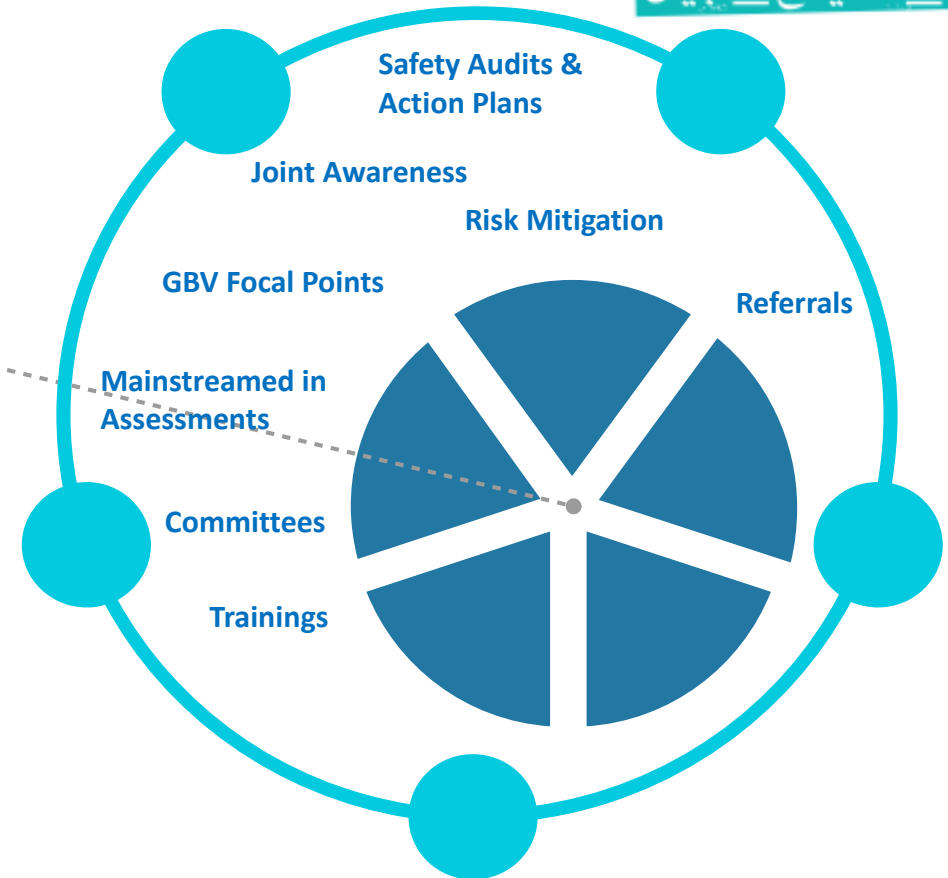 Safety Audits &
Action Plans
Joint Awareness
Risk Mitigation
GBV Focal Points
Referrals
Mainstreamed in
Assessments
Committees
Trainings